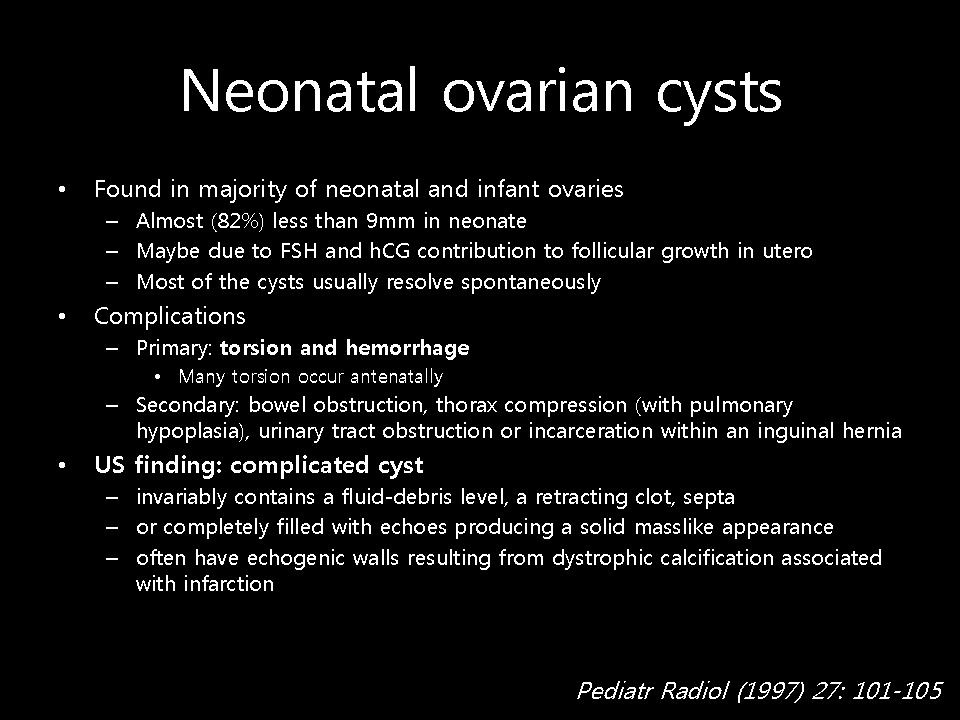 Neonatal ovarian cysts
• Found in majority of neonatal and infant ovaries
– Almost (82%) less than 9mm in neonate
– Maybe due to FSH and hCG contribution to follicular growth in utero
– Most of the cysts usually resolve spontaneously
• Complications
– Primary: torsion and hemorrhage
• Many torsion occur antenatally
– Secondary: bowel obstruction, thorax compression (with pulmonary
hypoplasia), urinary tract obstruction or incarceration within an inguinal hernia
• US finding: complicated cyst
– invariably contains a fluid-debris level, a retracting clot, septa
– or completely filled with echoes producing a solid masslike appearance
– often have echogenic walls resulting from dystrophic calcification associated
with infarction
Pediatr Radiol (1997) 27: 101-105